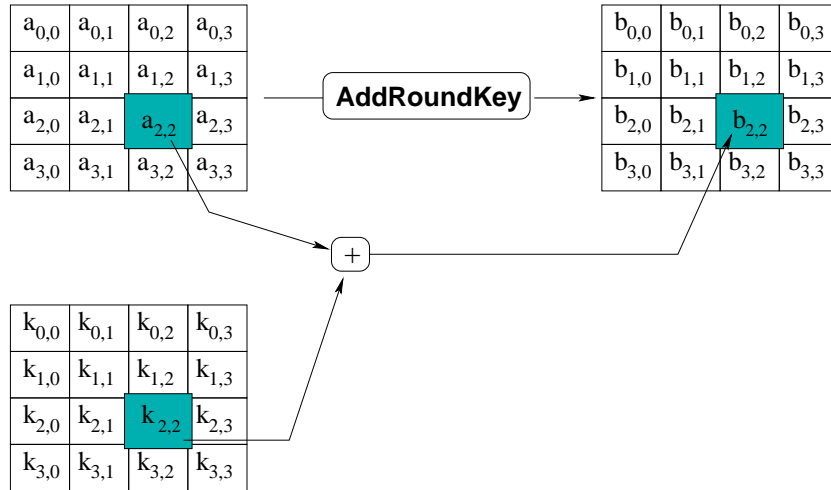 a0,0 a0,1 a0,2 a0,3
a1,0 a1,1 a1,2 a1,3
a2,0 a2,1 a2,2 a2,3
a3,0 a3,1 a3,2 a3,3
AddRoundKey
b0,0 b0,1 b0,2 b0,3
b1,0 b1,1 b1,2 b1,3
b2,0 b2,1 b2,2 b2,3
b3,0 b3,1 b3,2 b3,3
+
k0,0 k0,1 k0,2 k0,3
k1,0 k1,1 k1,2 k1,3
k2,0 k2,1 k2,2 k2,3
k3,0 k3,1 k3,2 k3,3